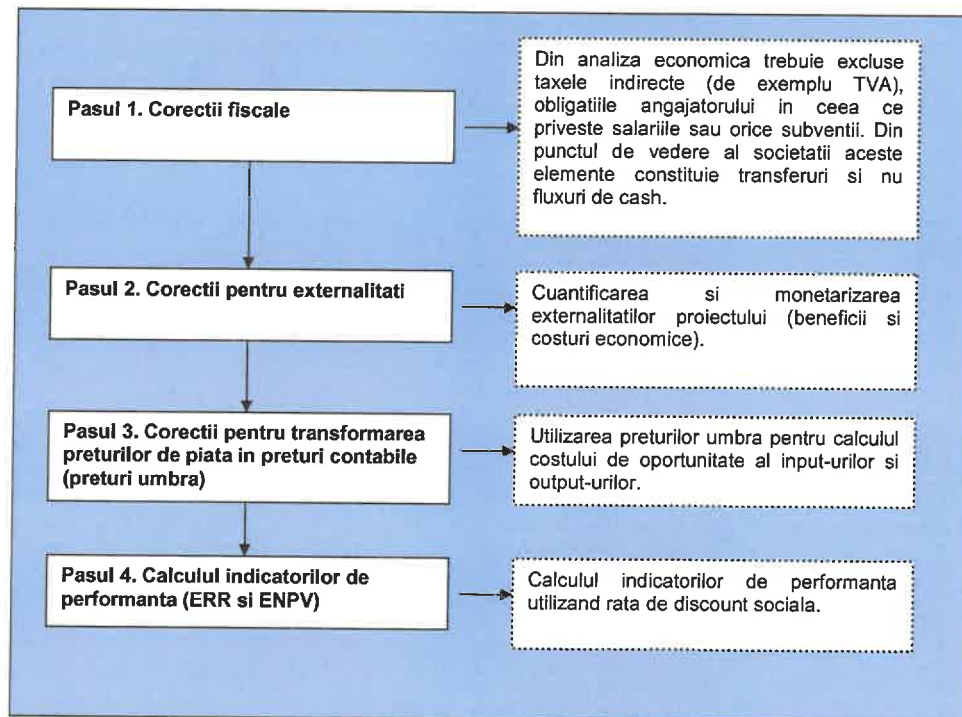 Pasul 1. Corectii fiscale
Din analiza economica trebuie excluse
taxele indirecte (de exemplu TVA),
obligatiile angajatorului in ceea ce
priveste salariile sau orice subventii. Din
punctul de vedere al societatii aceste
elemente constituie transferuri si nu
fluxuri de cash.
Pasul 2. Corectii pentru externalitati
Cuantificarea si monetarizarea
externalitatilor proiectului (beneficii si
costuri economice).
Pasul 3. Corectii pentru transformarea
preturilor de piata in preturi contabile
(preturi umbra)
Utilizarea preturilor umbra pentru calculul
costului de oportunitate al input-urilor si
output-urilor.
Pasul 4. Calculul indicatorilor de
performanta (ERR si ENPV)
Calculul indicatorilor de performanta
utilizand rata de discount sociala.